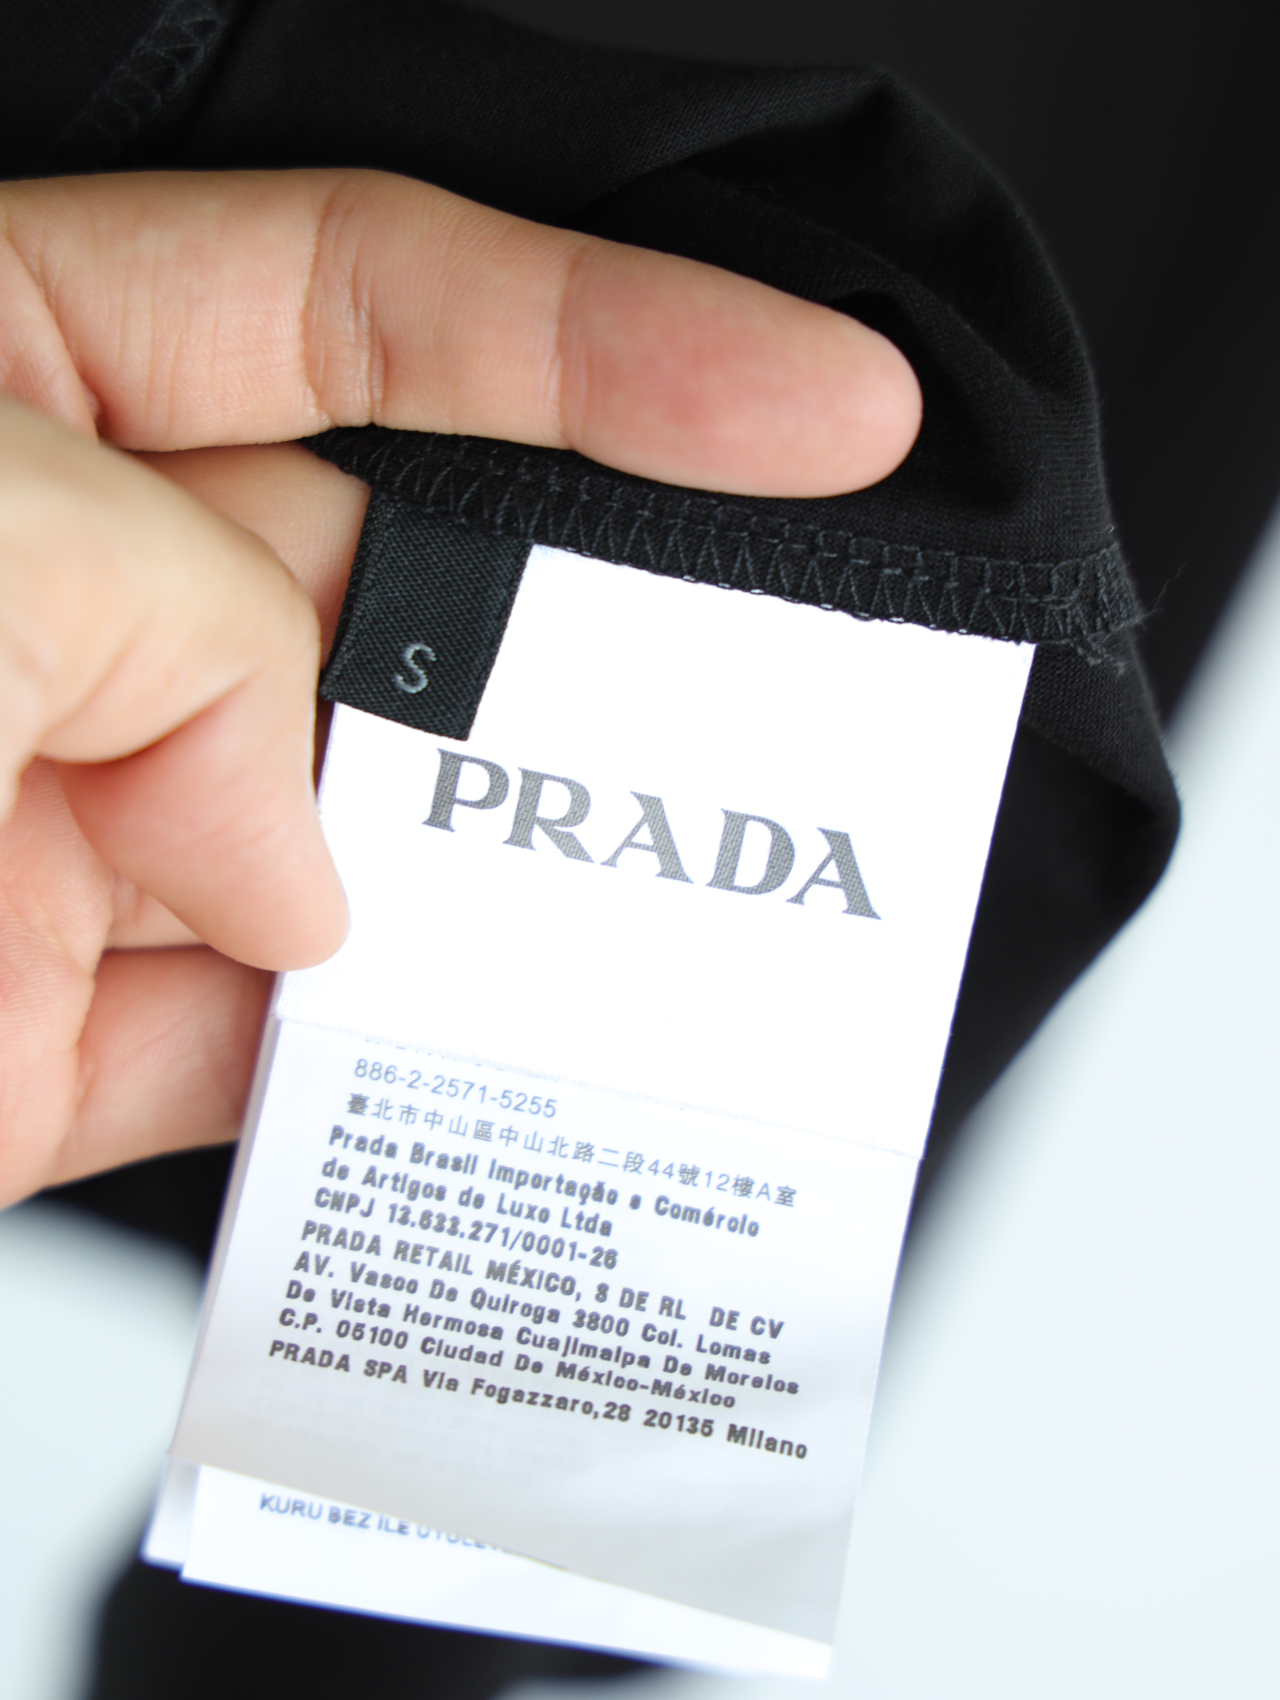 S
PRADA
886-2-2571-5255
臺北市中山區中山北路二段44號12樓A室
Prada Brasil Importação e Comércio
de Artigos de Luxo Ltda
CNPJ 13.633.271/0001-26
PRADA RETAIL MÉXICO, S DE RL DE CV
AV. Vasco De Quiroga 3800 Col. Lomas
De Vista Hermosa Cuajimalpa De Morelos
C.P. 05100 Ciudad De México-México
PRADA SPA Via Fogazzaro,28 20135 Milano
KURU BEZ ILE